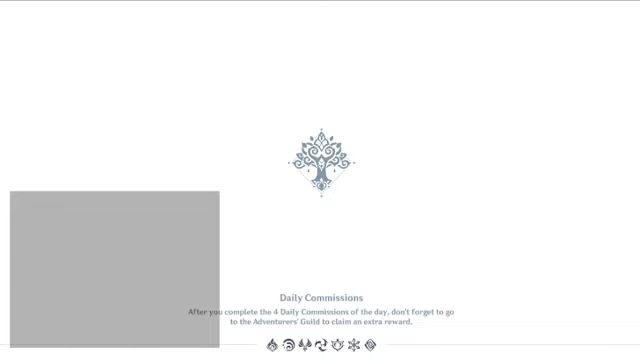 Daily Commissions
After you complete the 4 Daily Commissions of the day, don't forget to go
to the Adventurers' Guild to claim an extra reward.